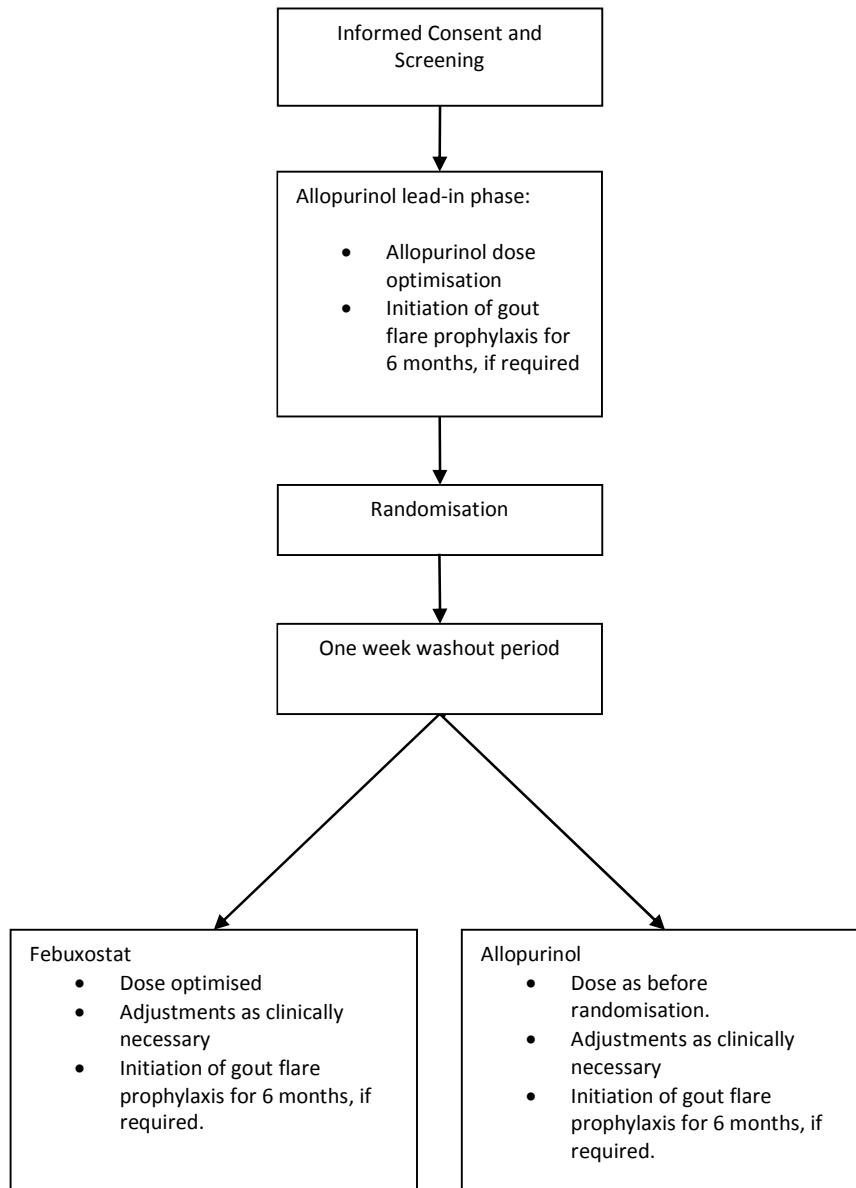 Informed Consent and
Screening
Allopurinol lead-in phase:
• Allopurinol dose
optimisation
• Initiation of gout
flare prophylaxis for
6 months, if required
Randomisation
One week washout period
Febuxostat
• Dose optimised
• Adjustments as clinically
necessary
• Initiation of gout flare
prophylaxis for 6 months, if
required.
Allopurinol
• Dose as before
randomisation.
• Adjustments as clinically
necessary
• Initiation of gout flare
prophylaxis for 6 months, if
required.